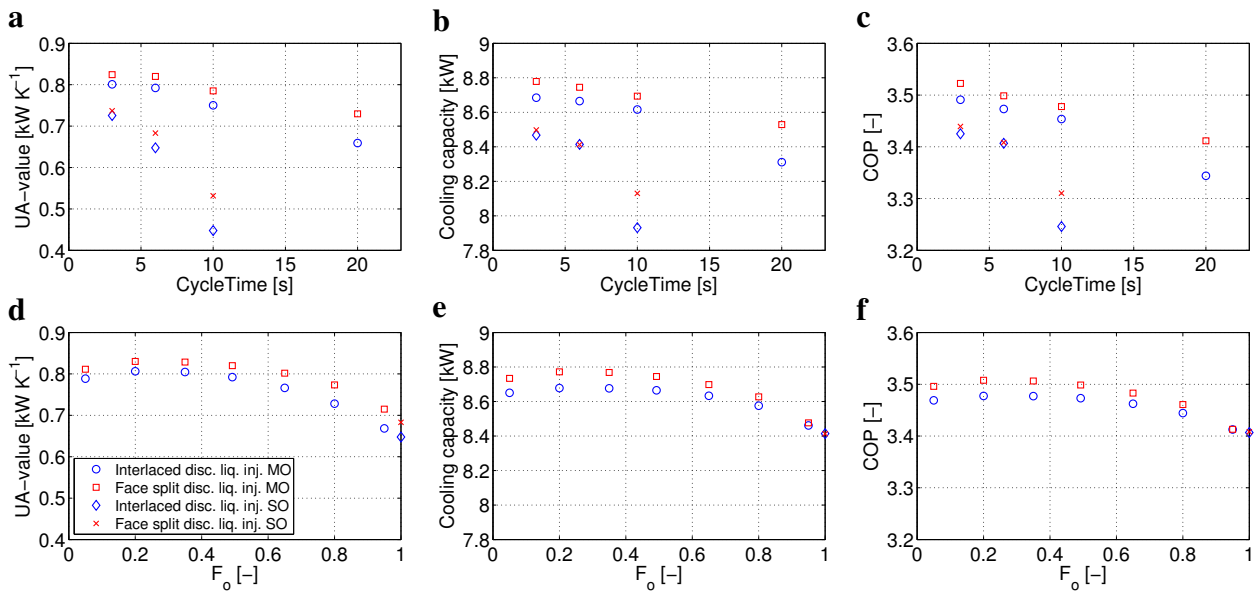 a
0.9
0.8
0.7
0.6
0.5
0.4
UA−value [kW K−1]
0 5 10 15 20
CycleTime [s]
b
9
8.8
8.6
8.4
8.2
8
7.8
Cooling capacity [kW]
0 5 10 15 20
CycleTime [s]
c
3.6
3.5
3.4
3.3
3.2
COP [−]
0 5 10 15 20
CycleTime [s]
d
0.9
0.8
0.7
0.6
0.5
0.4
UA−value [kW K−1]
Interlaced disc. liq. inj. MO
Face split disc. liq. inj. MO
Interlaced disc. liq. inj. SO
Face split disc. liq. inj. SO
0 0.2 0.4 0.6 0.8 1
Fo [−]
e
9
8.8
8.6
8.4
8.2
8
7.8
Cooling capacity [kW]
0 0.2 0.4 0.6 0.8 1
Fo [−]
f
3.6
3.5
3.4
3.3
3.2
COP [−]
0 0.2 0.4 0.6 0.8 1
Fo [−]